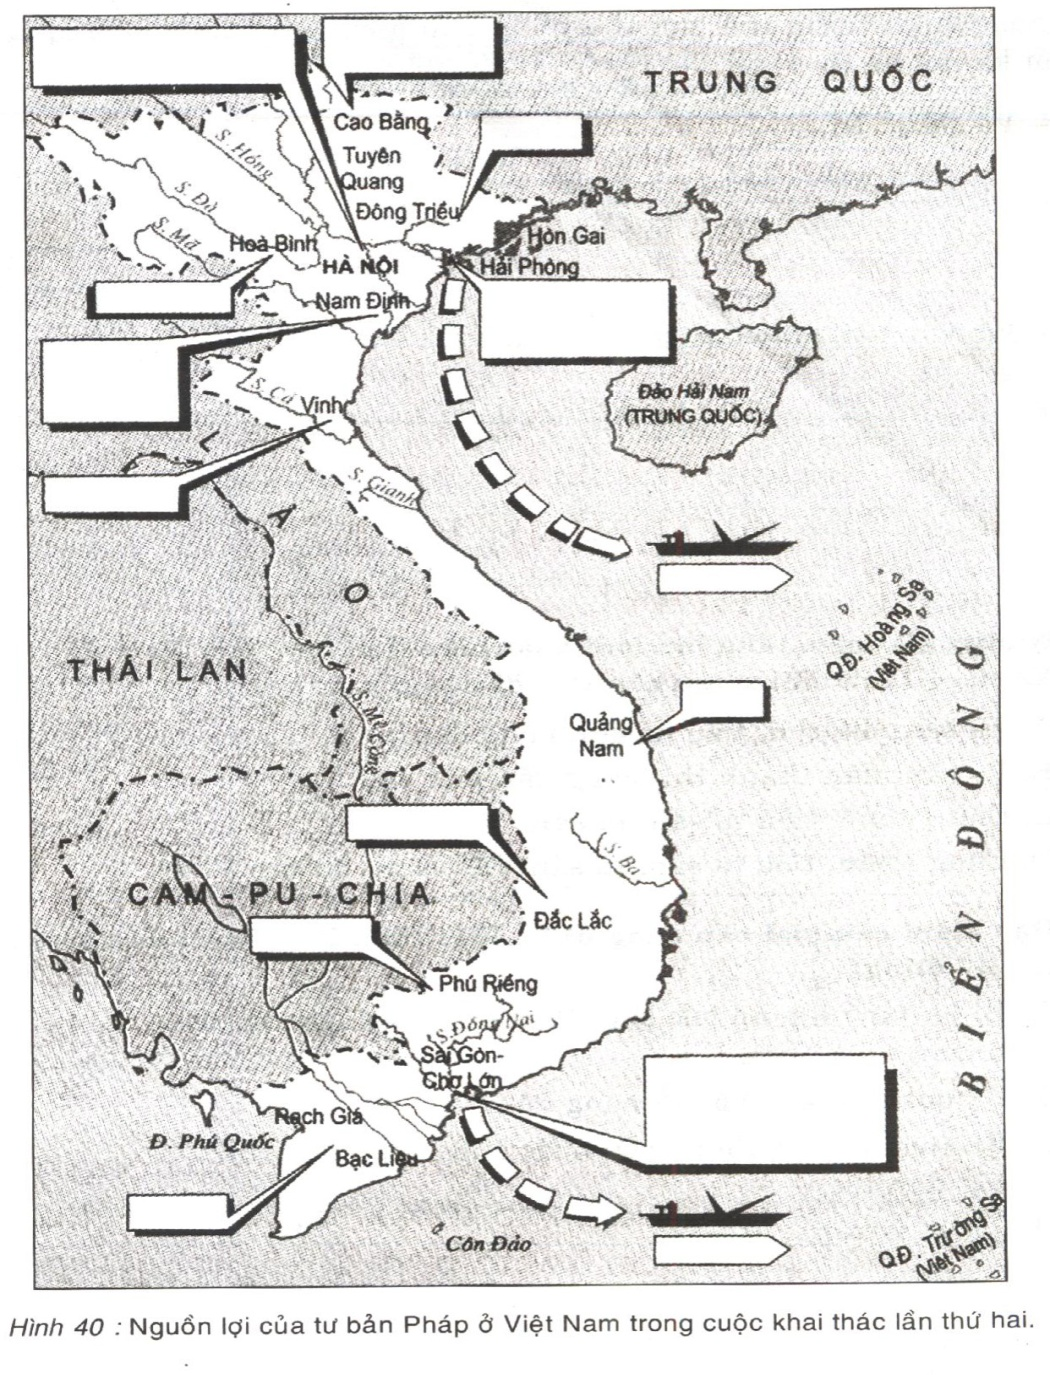 TRUNG QUỐC
Cao Bằng
Tuyên
Quang
Đông Triều
S. Hồng
S. Đà
S. Mã
Hoà Bình
HÀ NỘI
Hòn Gai
Hải Phòng
Nam Định
Đảo Hải Nam
(TRUNG QUỐC)
S. Cả
Vinh
S. Gianh
LÀO
QĐ. Hoàng Sa
(Việt Nam)
THÁI LAN
S. Mê Công
Quảng
Nam
BIỂN ĐÔNG
S. Ba
CAM - PU - CHIA
Đắc Lắc
Phú Riềng
S. Đồng Nai
Sài Gòn-
Chợ Lớn
Rạch Giá
Đ. Phú Quốc
Bạc Liêu
Côn Đảo
QĐ. Trường Sa
(Việt Nam)
Hình 40 : Nguồn lợi của tư bản Pháp ở Việt Nam trong cuộc khai thác lần thứ hai.